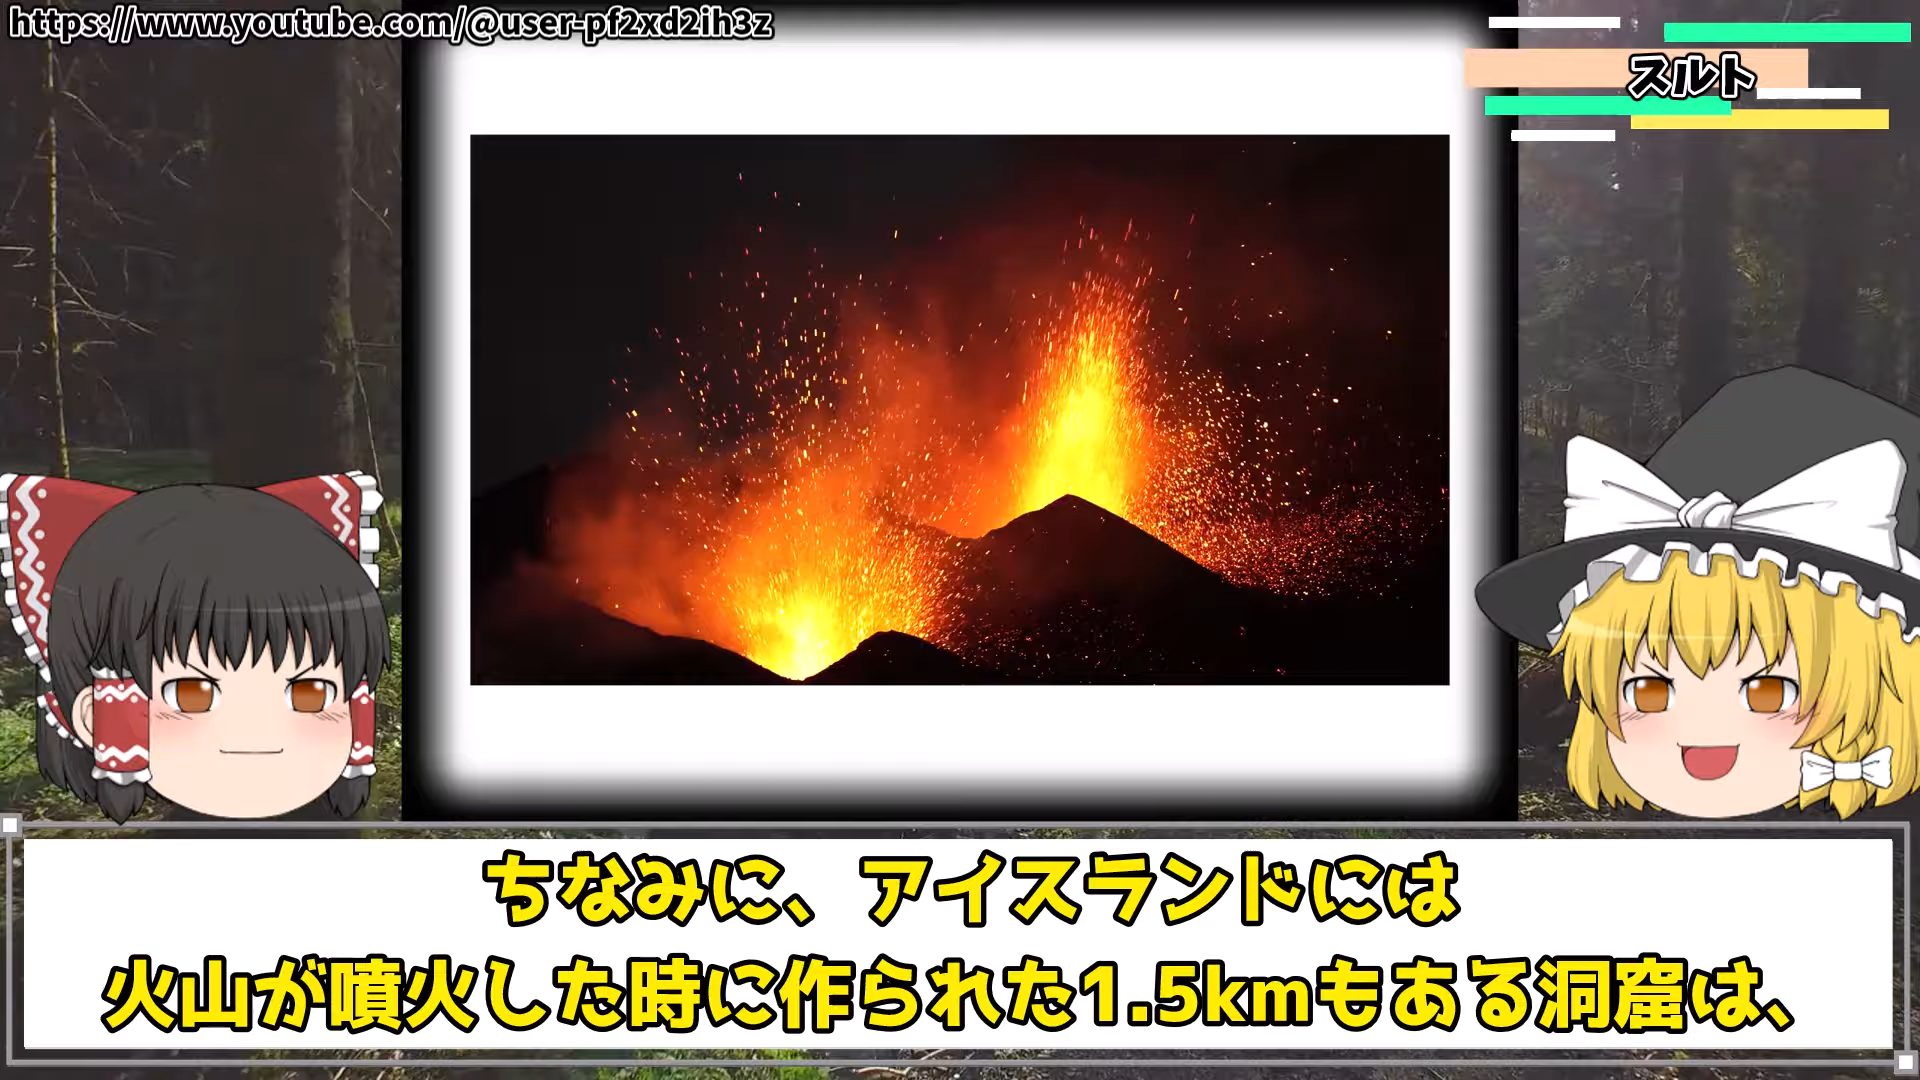 https://www.youtube.com/@user-pf2xd2ih3z
スルト
ちなみに、アイスランドには
火山が噴火した時に作られた1.5kmもある洞窟は、